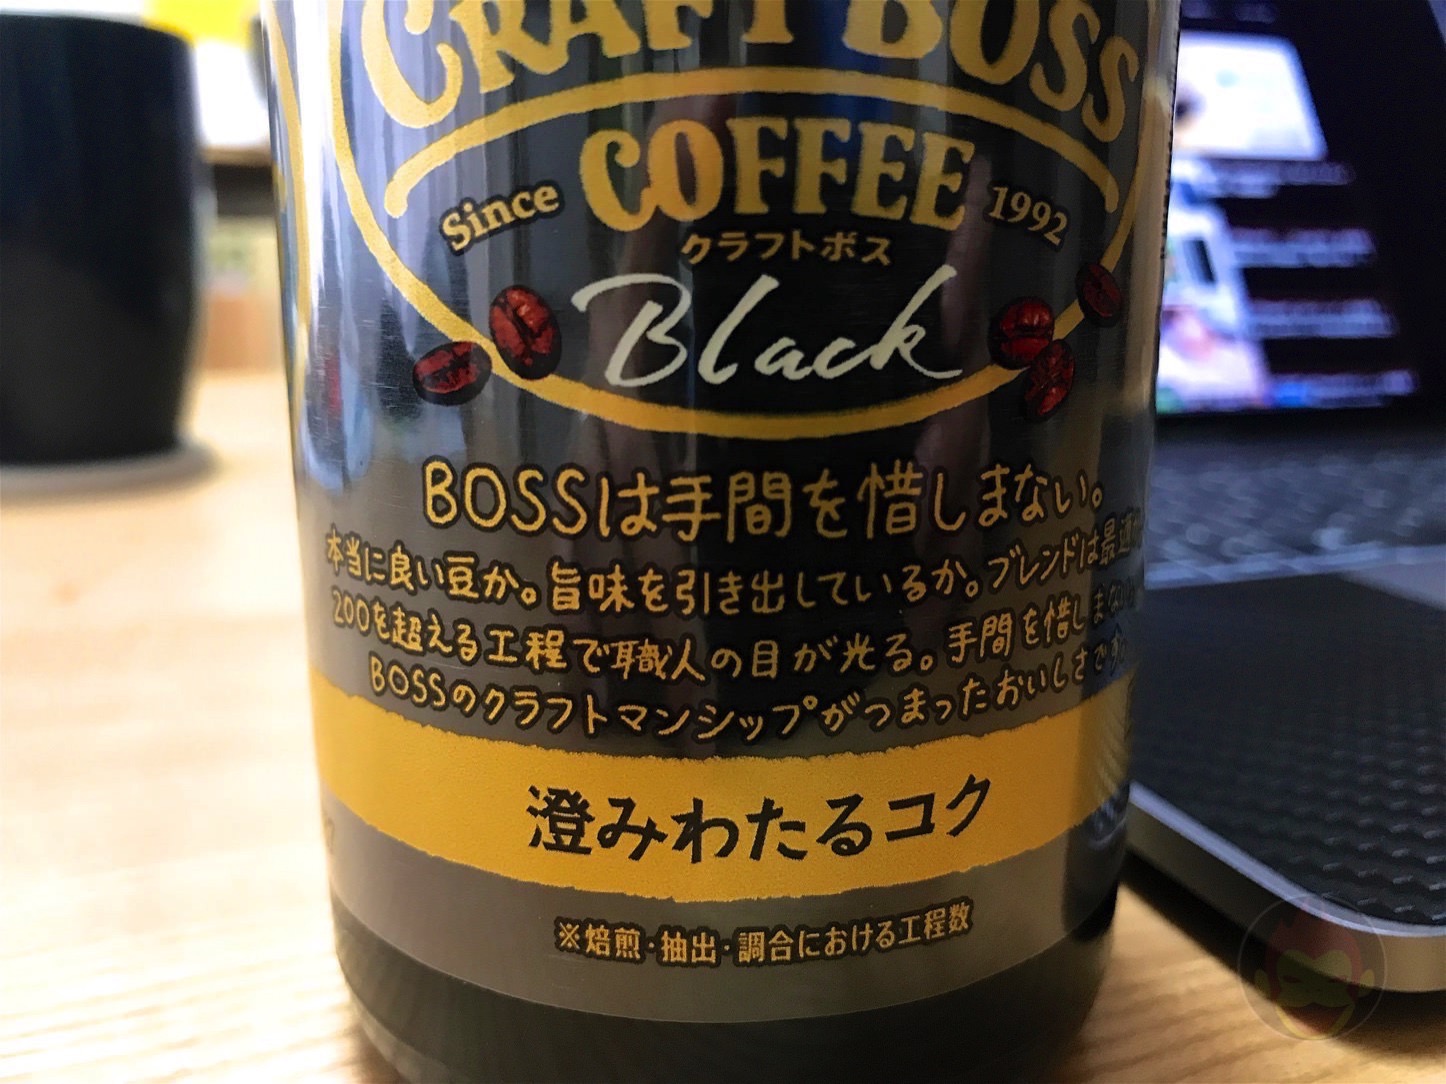 CRAFT BOSS
COFFEE
Since 1992
クラフトボス
Black
BOSSは手間を惜しまない。
本当に良い豆か。旨味を引き出しているか。ブレンドは最適か
200を超える工程で職人の目が光る。手間を惜しまない
BOSSのクラフトマンシップがつまったおいしさです。
澄みわたるコク
※焙煎・抽出・調合における工程数